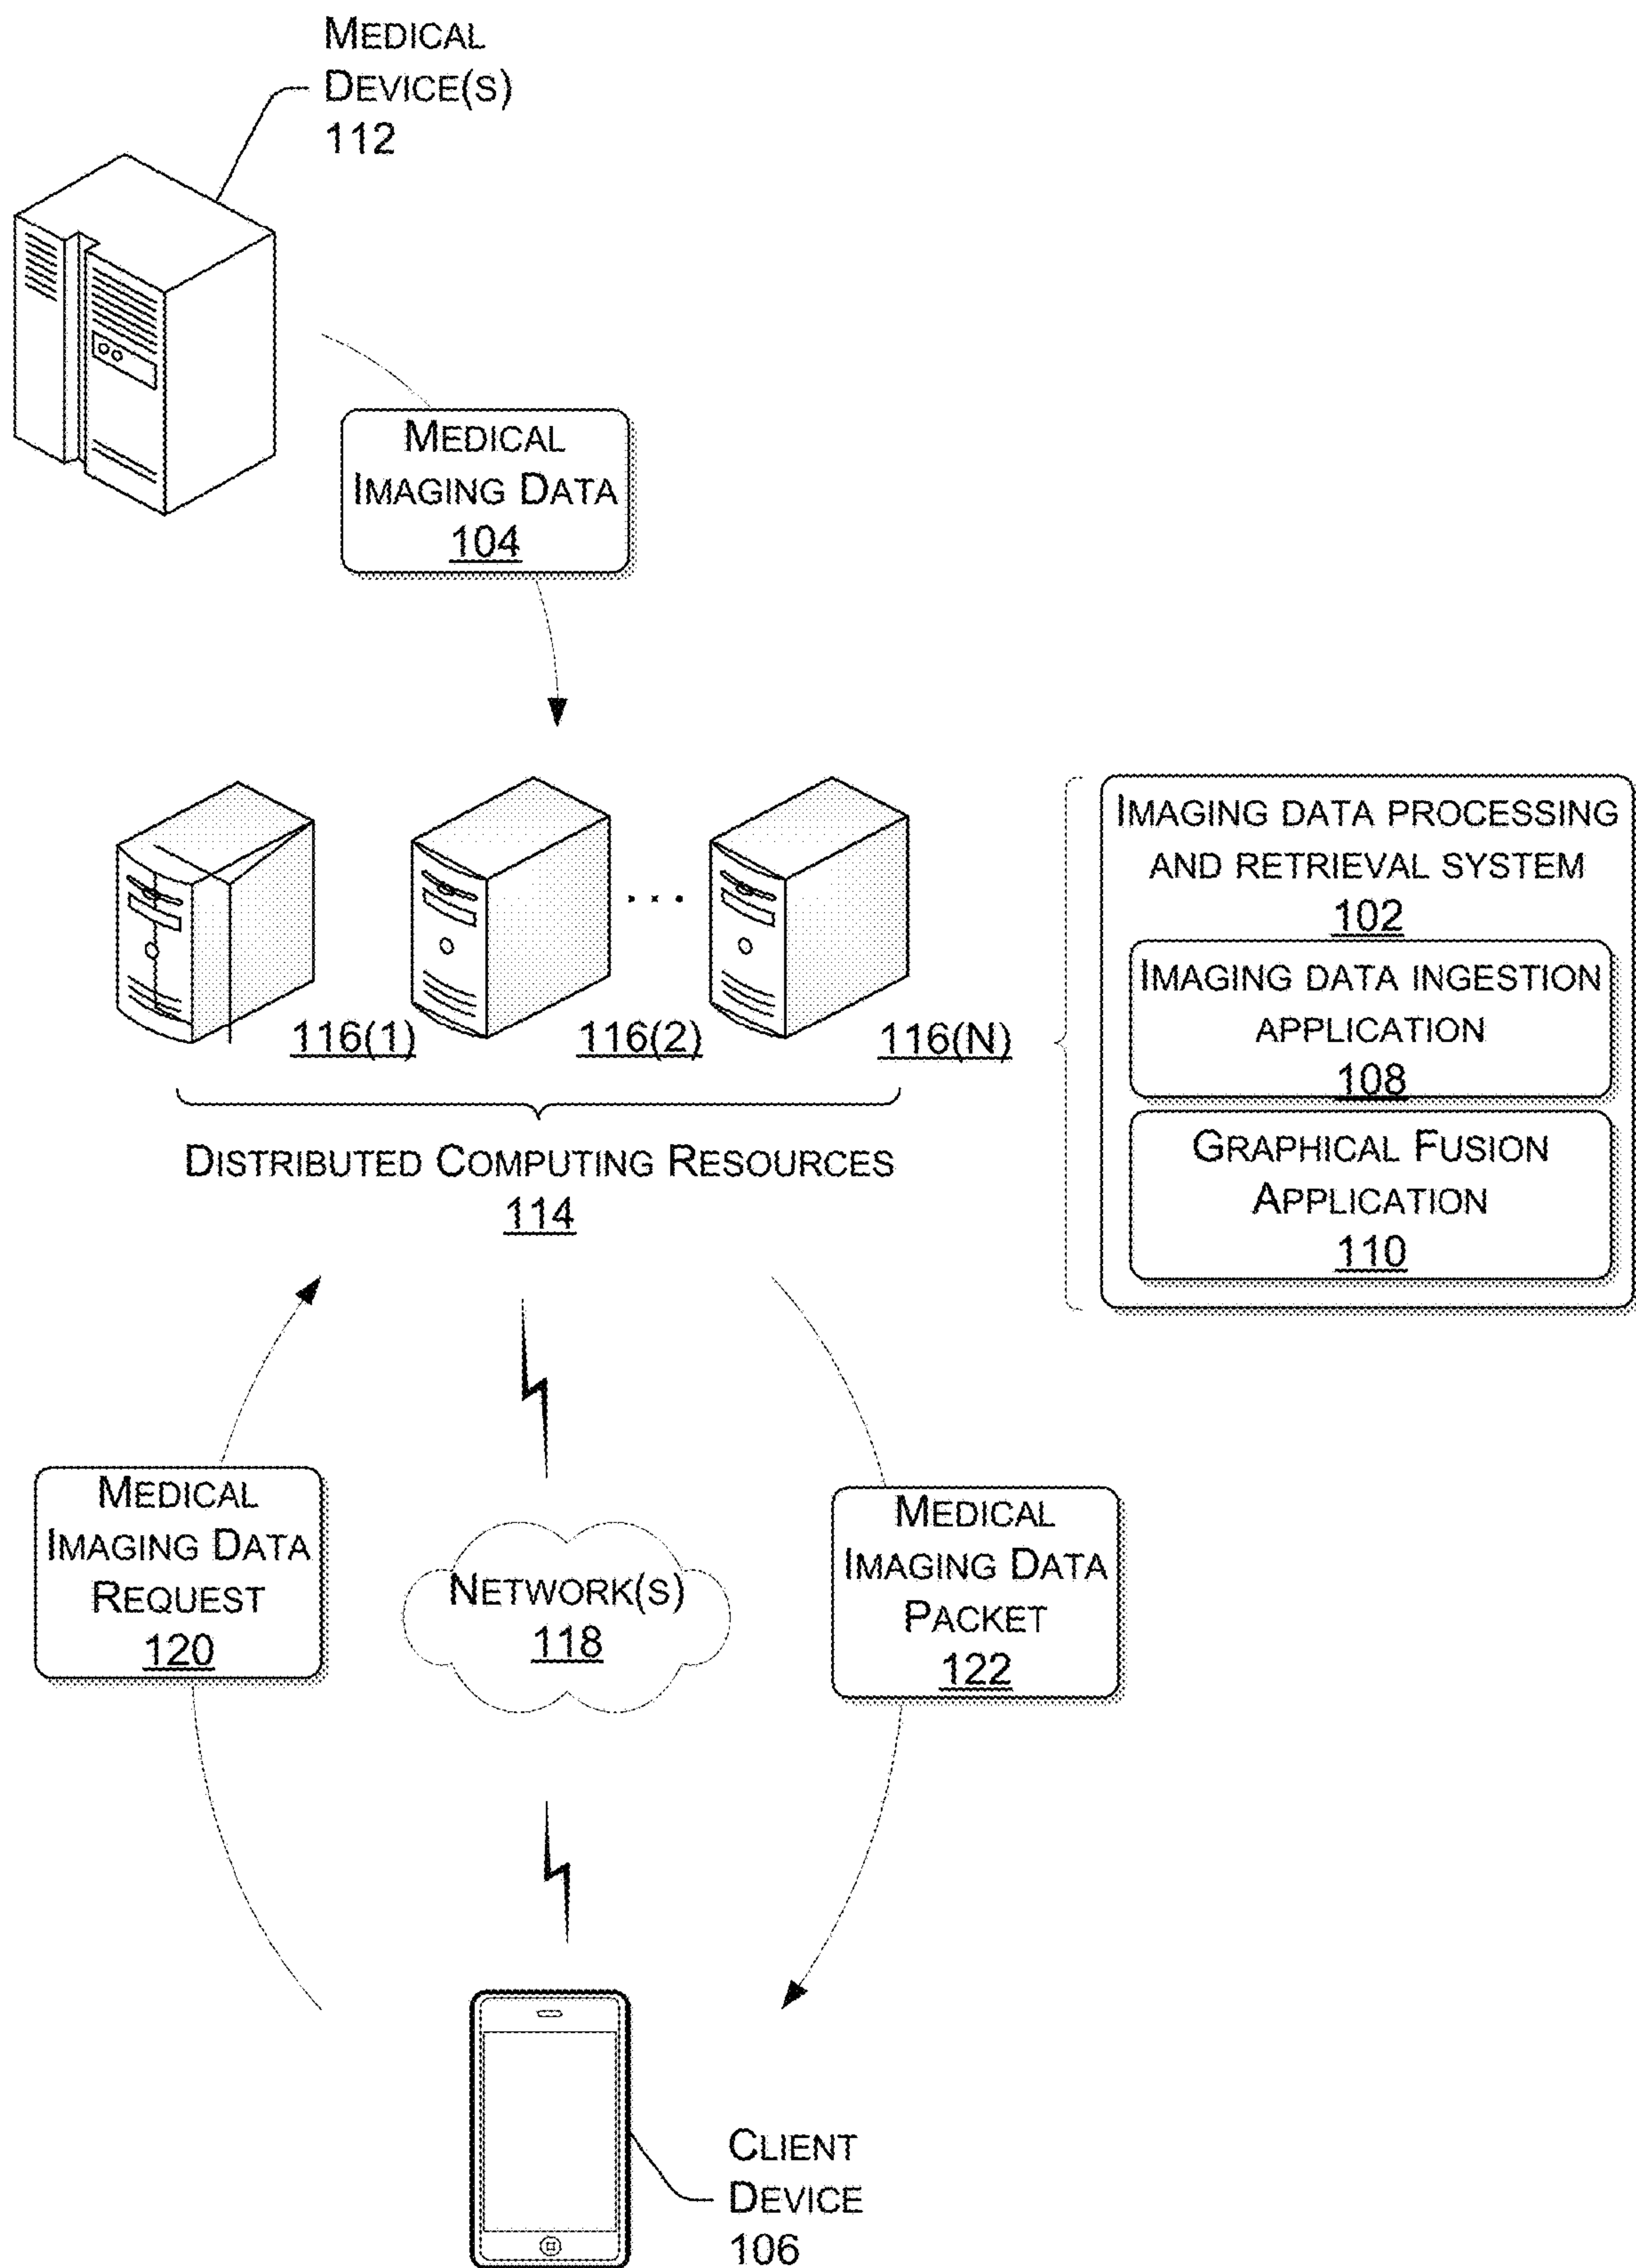 MEDICAL
DEVICE(S)
112
MEDICAL
IMAGING DATA
104
IMAGING DATA PROCESSING
AND RETRIEVAL SYSTEM
102
IMAGING DATA INGESTION
APPLICATION
108
GRAPHICAL FUSION
APPLICATION
110
116(1) 116(2) 116(N)
DISTRIBUTED COMPUTING RESOURCES
114
MEDICAL
IMAGING DATA
REQUEST
120
NETWORK(S)
118
MEDICAL
IMAGING DATA
PACKET
122
CLIENT
DEVICE
106